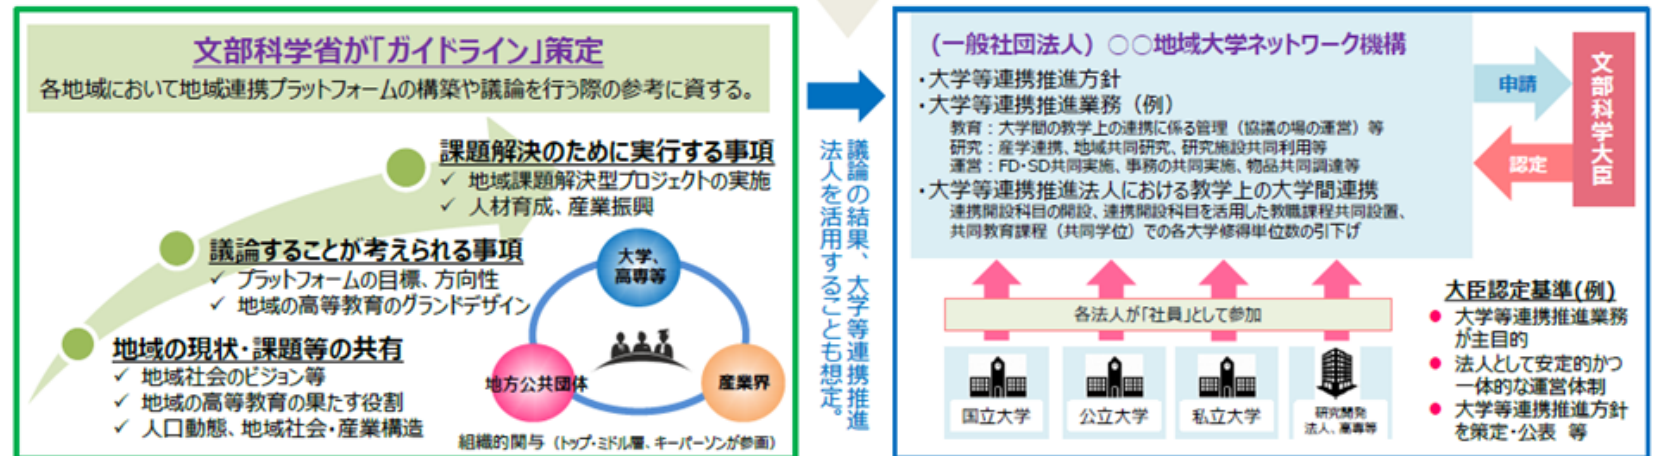 文部科学省が「ガイドライン」策定
各地域において地域連携プラットフォームの構築や議論を行う際の参考に資する。
課題解決のために実行する事項
✓ 地域課題解決型プロジェクトの実施
✓ 人材育成、産業振興
議論することが考えられる事項
✓ プラットフォームの目標、方向性
✓ 地域の高等教育のグランドデザイン
地域の現状・課題等の共有
✓ 地域社会のビジョン等
✓ 地域の高等教育の果たす役割
✓ 人口動態、地域社会・産業構造
大学、
高専等
地方公共団体
産業界
組織的関与（トップ・ミドル層、キーパーソンが参画）
議論の結果、大学等連携推進
法人を活用することも想定。
（一般社団法人）○○地域大学ネットワーク機構
・大学等連携推進方針
・大学等連携推進業務（例）
教育：大学間の教学上の連携に係る管理（協議の場の運営）等
研究：産学連携、地域共同研究、研究施設共同利用等
運営：FD・SD共同実施、事務の共同実施、物品共同調達等
・大学等連携推進法人における教学上の大学間連携
連携開設科目の開設、連携開設科目を活用した教職課程共同設置、
共同教育課程（共同学位）での各大学修得単位数の引下げ
申請
認定
文部科学大臣
各法人が「社員」として参加
国立大学
公立大学
私立大学
研究開発
法人、高専等
大臣認定基準(例)
● 大学等連携推進業務
が主目的
● 法人として安定的かつ
一体的な運営体制
● 大学等連携推進方針
を策定・公表 等